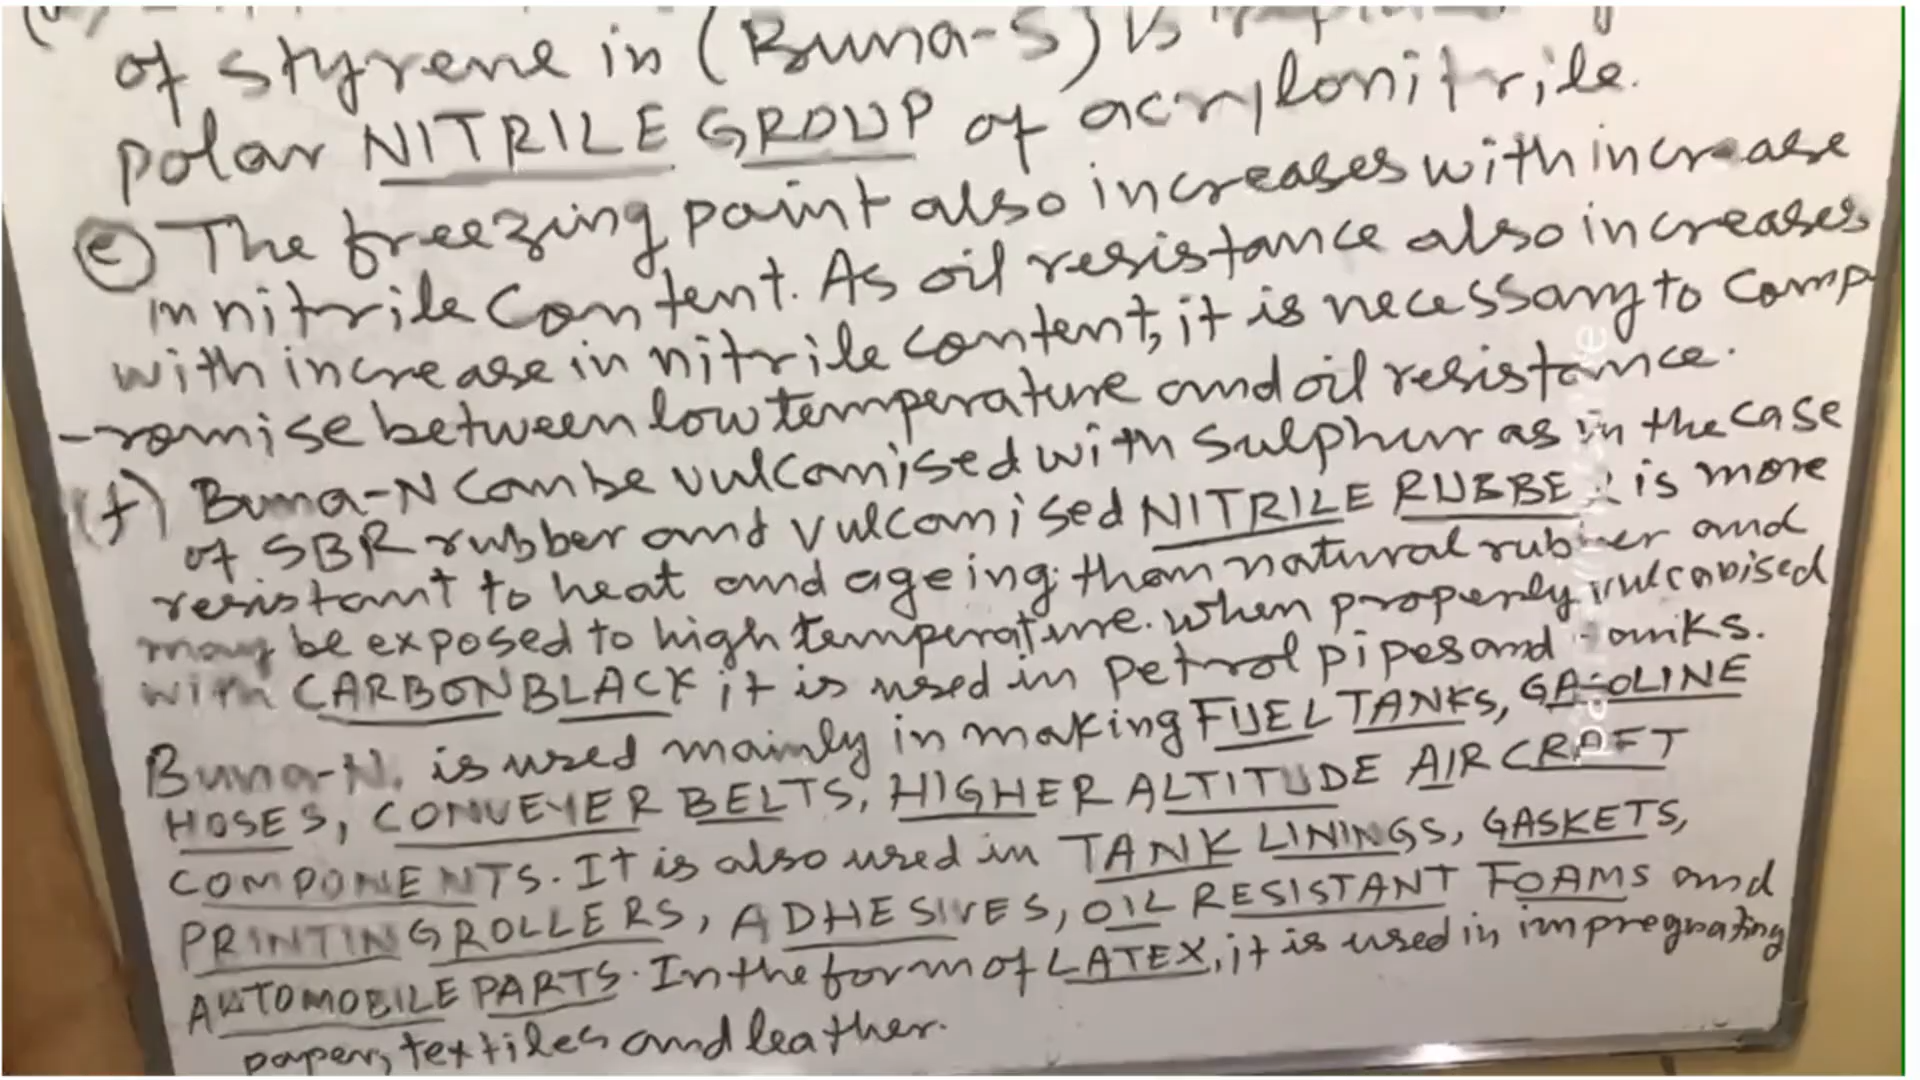 of styrene in (Buna-S) is
polar NITRILE GROUP of acrylonitrile.
(e) The freezing point also increases with increase
in nitrile content. As oil resistance also increases
with increase in nitrile content, it is necessary to comp
-romise between low temperature and oil resistance.
(f) Buna-N can be vulcanised with sulphur as in the case
of SBR rubber and vulcanised NITRILE RUBBER is more
resistant to heat and ageing than natural rubber and
may be exposed to high temperature. when properly vulcanised
with CARBON BLACK it is used in petrol pipes and tanks.
Buna-N. is used mainly in making FUEL TANKS, GASOLINE
HOSES, CONVEYER BELTS, HIGHER ALTITUDE AIRCRAFT
COMPONENTS. It is also used in TANK LININGS, GASKETS,
PRINTING ROLLERS, ADHESIVES, OIL RESISTANT FOAMS and
AUTOMOBILE PARTS. In the form of LATEX, it is used in impregnating
paper, textiles and leather.